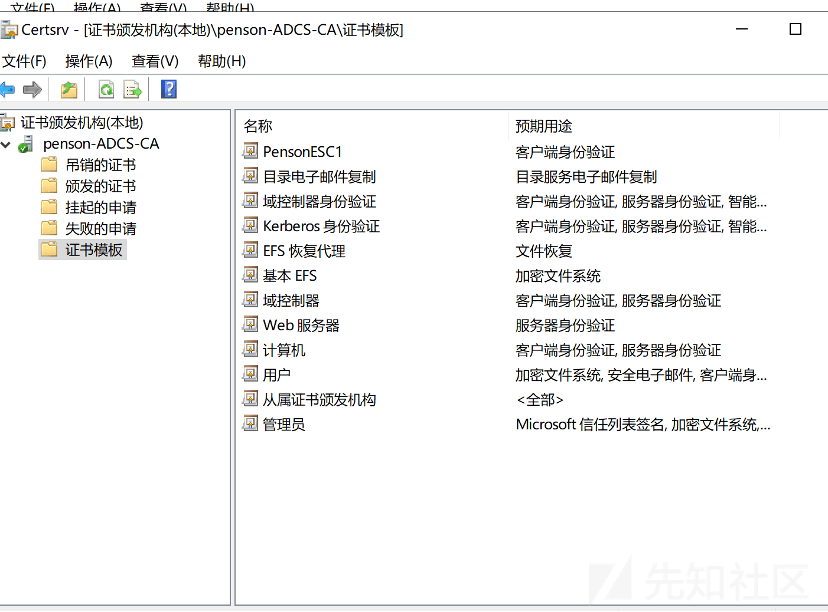 文件(F) 操作(A) 查看(V) 帮助(H)
Certsrv - [证书颁发机构(本地)\penson-ADCS-CA\证书模板]
文件(F) 操作(A) 查看(V) 帮助(H)
证书颁发机构(本地)
penson-ADCS-CA
吊销的证书
颁发的证书
挂起的申请
失败的申请
证书模板
名称 预期用途
PensonESC1 客户端身份验证
目录电子邮件复制 目录服务电子邮件复制
域控制器身份验证 客户端身份验证, 服务器身份验证, 智能...
Kerberos 身份验证 客户端身份验证, 服务器身份验证, 智能...
EFS 恢复代理 文件恢复
基本 EFS 加密文件系统
域控制器 客户端身份验证, 服务器身份验证
Web 服务器 服务器身份验证
计算机 客户端身份验证, 服务器身份验证
用户 加密文件系统, 安全电子邮件, 客户端身...
从属证书颁发机构 <全部>
管理员 Microsoft 信任列表签名, 加密文件系统,...
先知社区